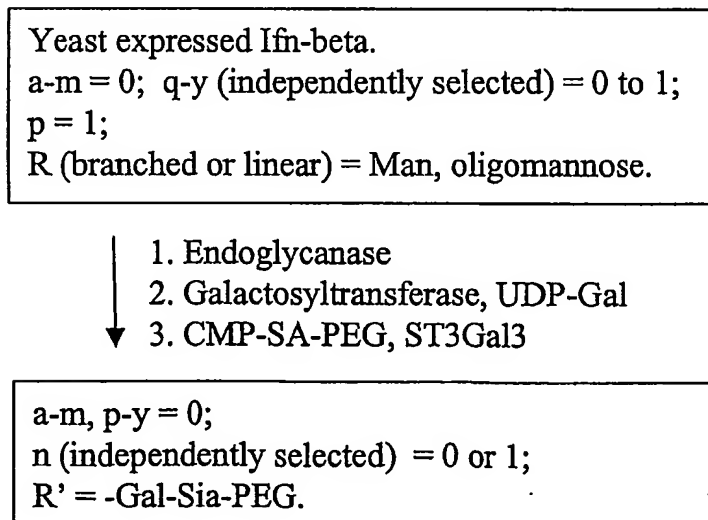 Yeast expressed Ifn-beta.
a-m = 0; q-y (independently selected) = 0 to 1;
p = 1;
R (branched or linear) = Man, oligomannose.
1. Endoglycanase
2. Galactosyltransferase, UDP-Gal
3. CMP-SA-PEG, ST3Gal3
a-m, p-y = 0;
n (independently selected) = 0 or 1;
R' = -Gal-Sia-PEG.